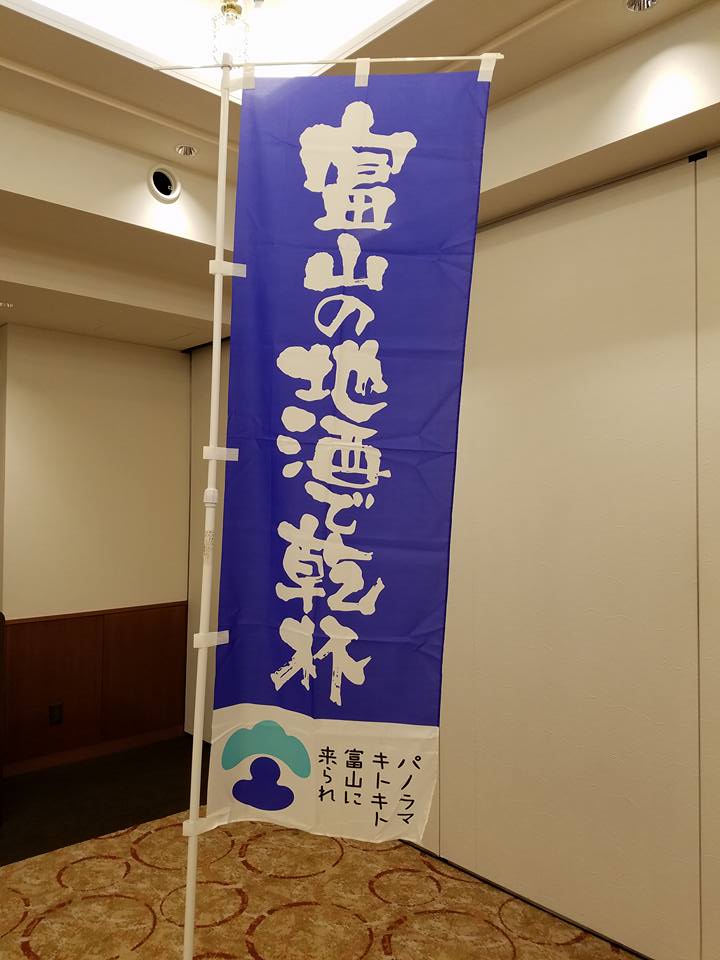 富山の地酒で乾杯
パノラマ
キトキト
富山に
来られ